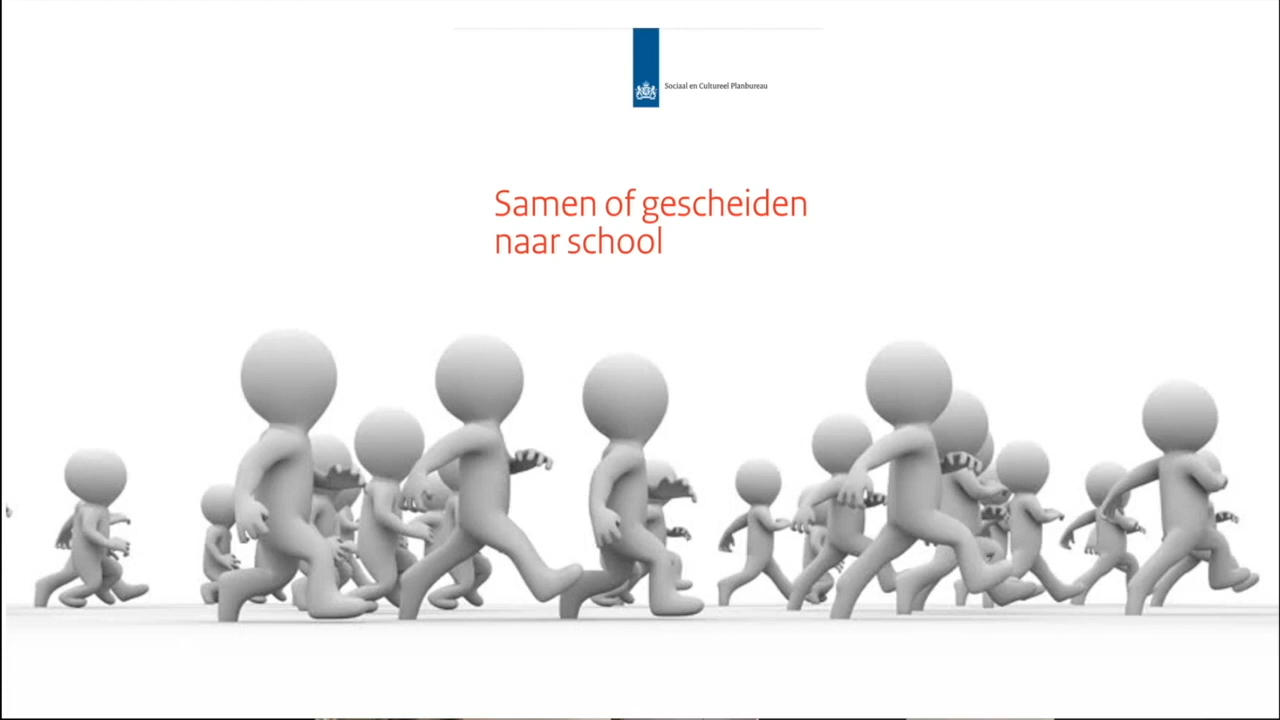 Sociaal en Cultureel Planbureau
Samen of gescheiden
naar school